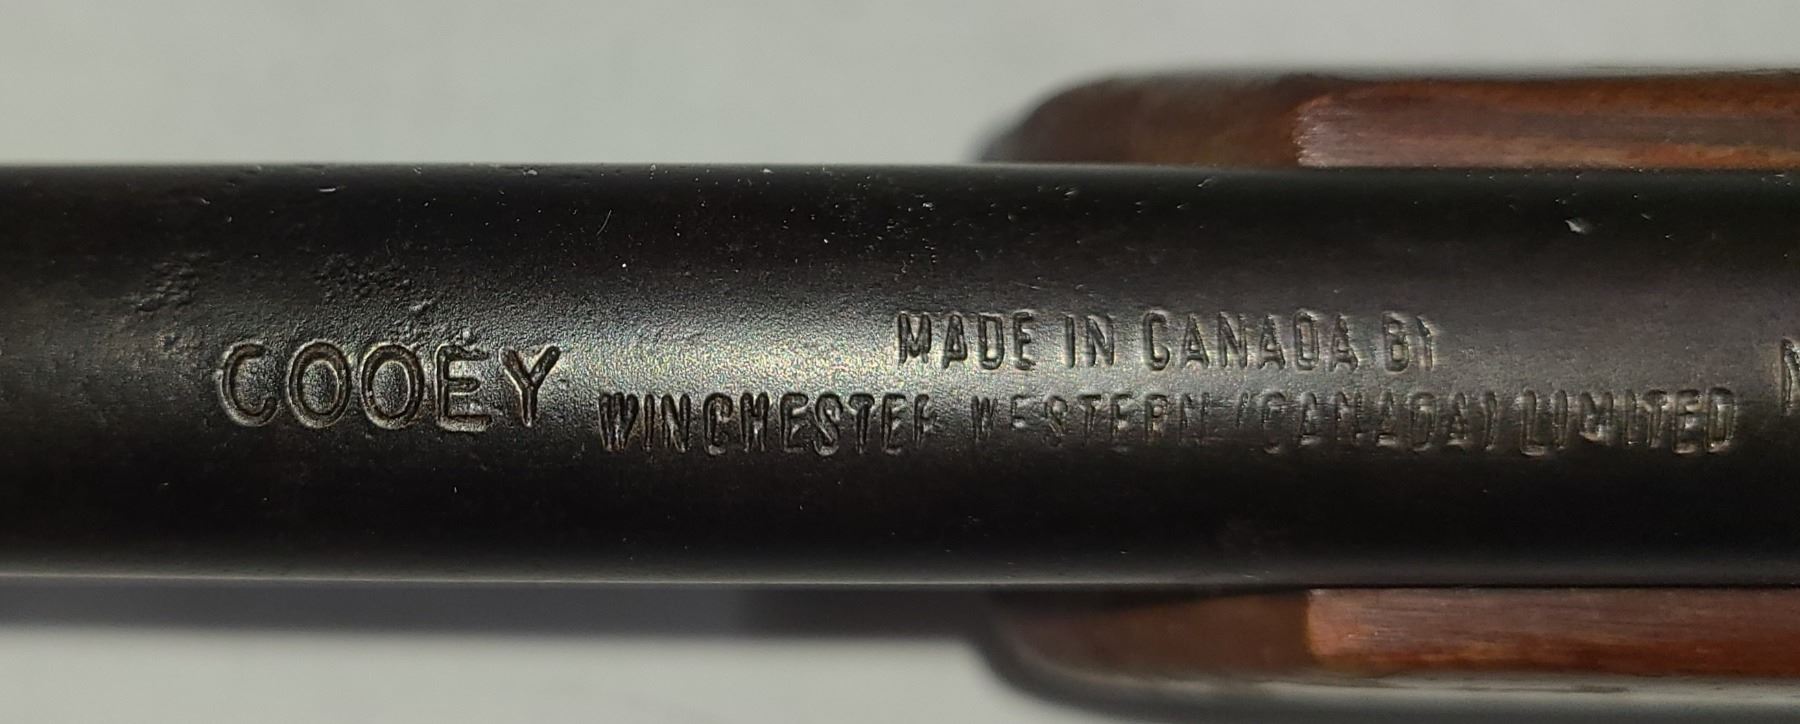 COOEY
MADE IN CANADA BY
WINCHESTER WESTERN (CANADA) LIMITED